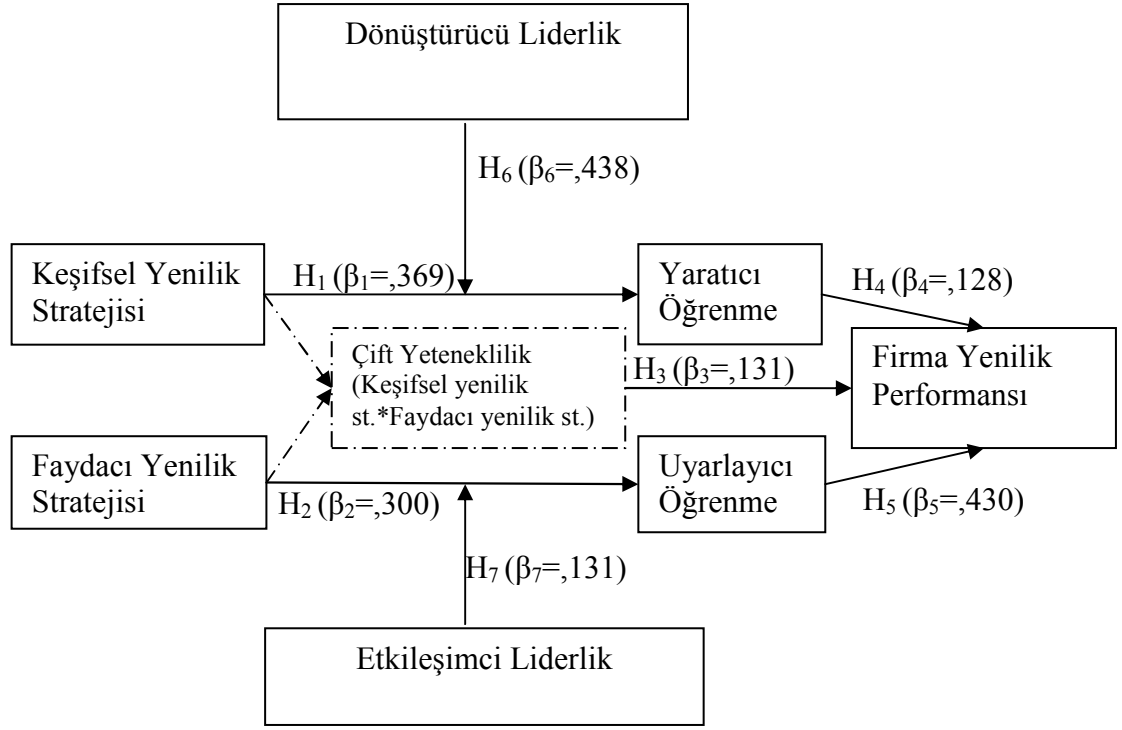 Dönüştürücü Liderlik
H₆ (β₆=,438)
Keşifsel Yenilik
Stratejisi
H₁ (β₁=,369)
Yaratıcı
Öğrenme
H₄ (β₄=,128)
Çift Yeteneklilik
(Keşifsel yenilik
st.*Faydacı yenilik st.)
H₃ (β₃=,131)
Firma Yenilik
Performansı
Faydacı Yenilik
Stratejisi
H₂ (β₂=,300)
Uyarlayıcı
Öğrenme
H₅ (β₅=,430)
H₇ (β₇=,131)
Etkileşimci Liderlik